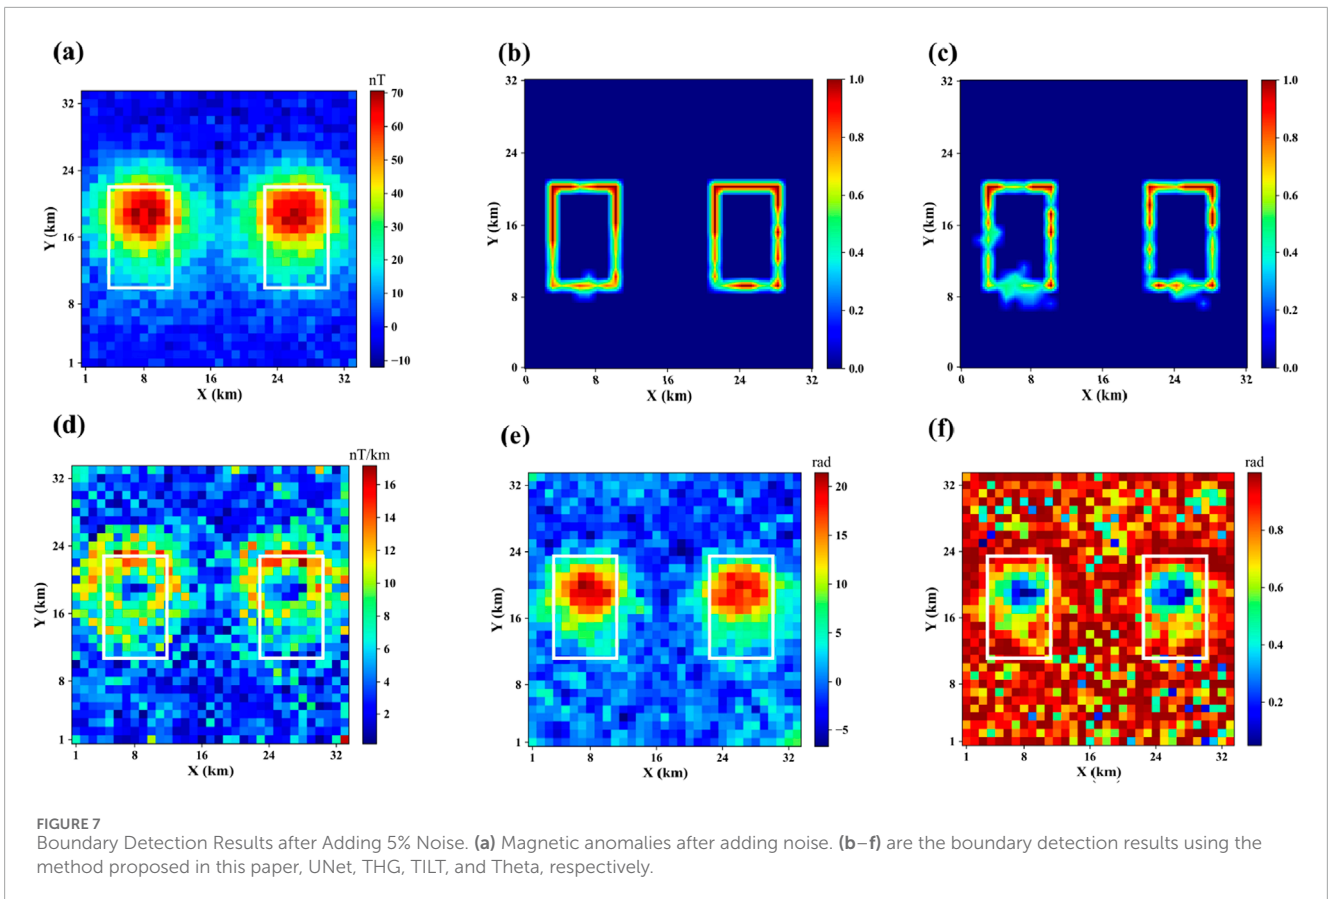 (a)
nT
32
24
16
8
1
Y (km)
1 8 16 24 32
X (km)
70
60
50
40
30
20
10
0
−10
(b)
32
24
16
8
0
Y (km)
0 8 16 24 32
X (km)
1.0
0.8
0.6
0.4
0.2
0.0
(c)
32
24
16
8
0
Y (km)
0 8 16 24 32
X (km)
1.0
0.8
0.6
0.4
0.2
0.0
(d)
nT/km
32
24
16
8
1
Y (km)
1 8 16 24 32
X (km)
16
14
12
10
8
6
4
2
(e)
rad
32
24
16
8
1
Y (km)
1 8 16 24 32
X (km)
20
15
10
5
0
−5
(f)
rad
32
24
16
8
1
Y (km)
1 8 16 24 32
X (km)
0.8
0.6
0.4
0.2
FIGURE 7
Boundary Detection Results after Adding 5% Noise. (a) Magnetic anomalies after adding noise. (b–f) are the boundary detection results using the
method proposed in this paper, UNet, THG, TILT, and Theta, respectively.